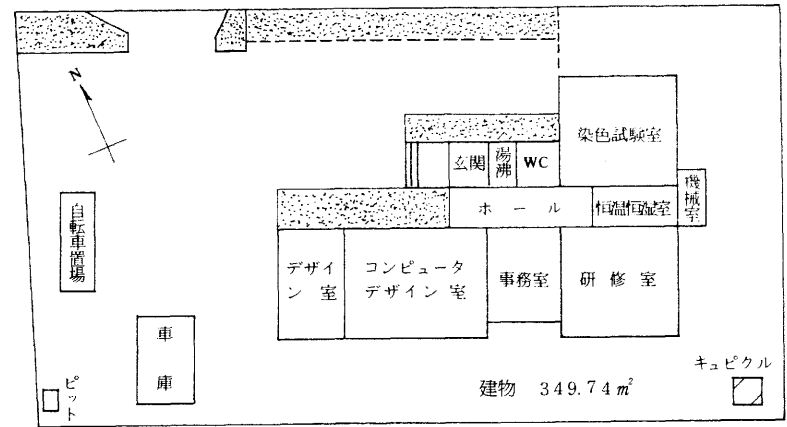 N
染色試験室
玄関
湯沸
WC
機械室
ホール
恒温恒湿室
自転車置場
デザイン室
コンピュータデザイン室
事務室
研修室
車庫
ピット
キュピクル
建物 349.74㎡